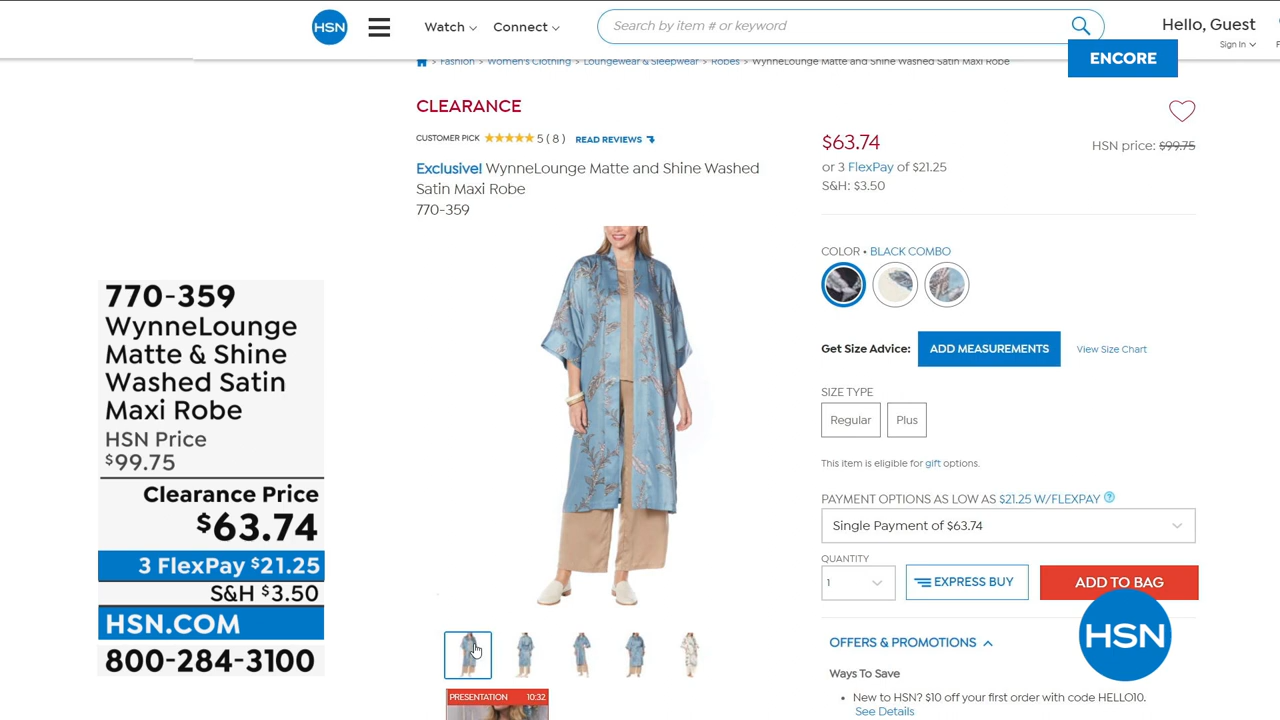 HSN
Watch
Connect
Search by item # or keyword
Hello, Guest
Sign In
ENCORE
> Fashion > Women's Clothing > Loungewear & Sleepwear > Robes > WynneLounge Matte and Shine Washed Satin Maxi Robe
CLEARANCE
CUSTOMER PICK 5 ( 8 ) READ REVIEWS
Exclusive! WynneLounge Matte and Shine Washed
Satin Maxi Robe
770-359
$63.74
HSN price: $99.75
or 3 FlexPay of $21.25
S&H: $3.50
COLOR • BLACK COMBO
Get Size Advice: ADD MEASUREMENTS View Size Chart
SIZE TYPE
Regular Plus
This item is eligible for gift options.
PAYMENT OPTIONS AS LOW AS $21.25 W/FLEXPAY ?
Single Payment of $63.74
QUANTITY
1
EXPRESS BUY
ADD TO BAG
OFFERS & PROMOTIONS
Ways To Save
• New to HSN? $10 off your first order with code HELLO10.
See Details
HSN
PRESENTATION 10:32
770-359
WynneLounge
Matte & Shine
Washed Satin
Maxi Robe
HSN Price
$99.75
Clearance Price
$63.74
3 FlexPay $21.25
S&H $3.50
HSN.COM
800-284-3100